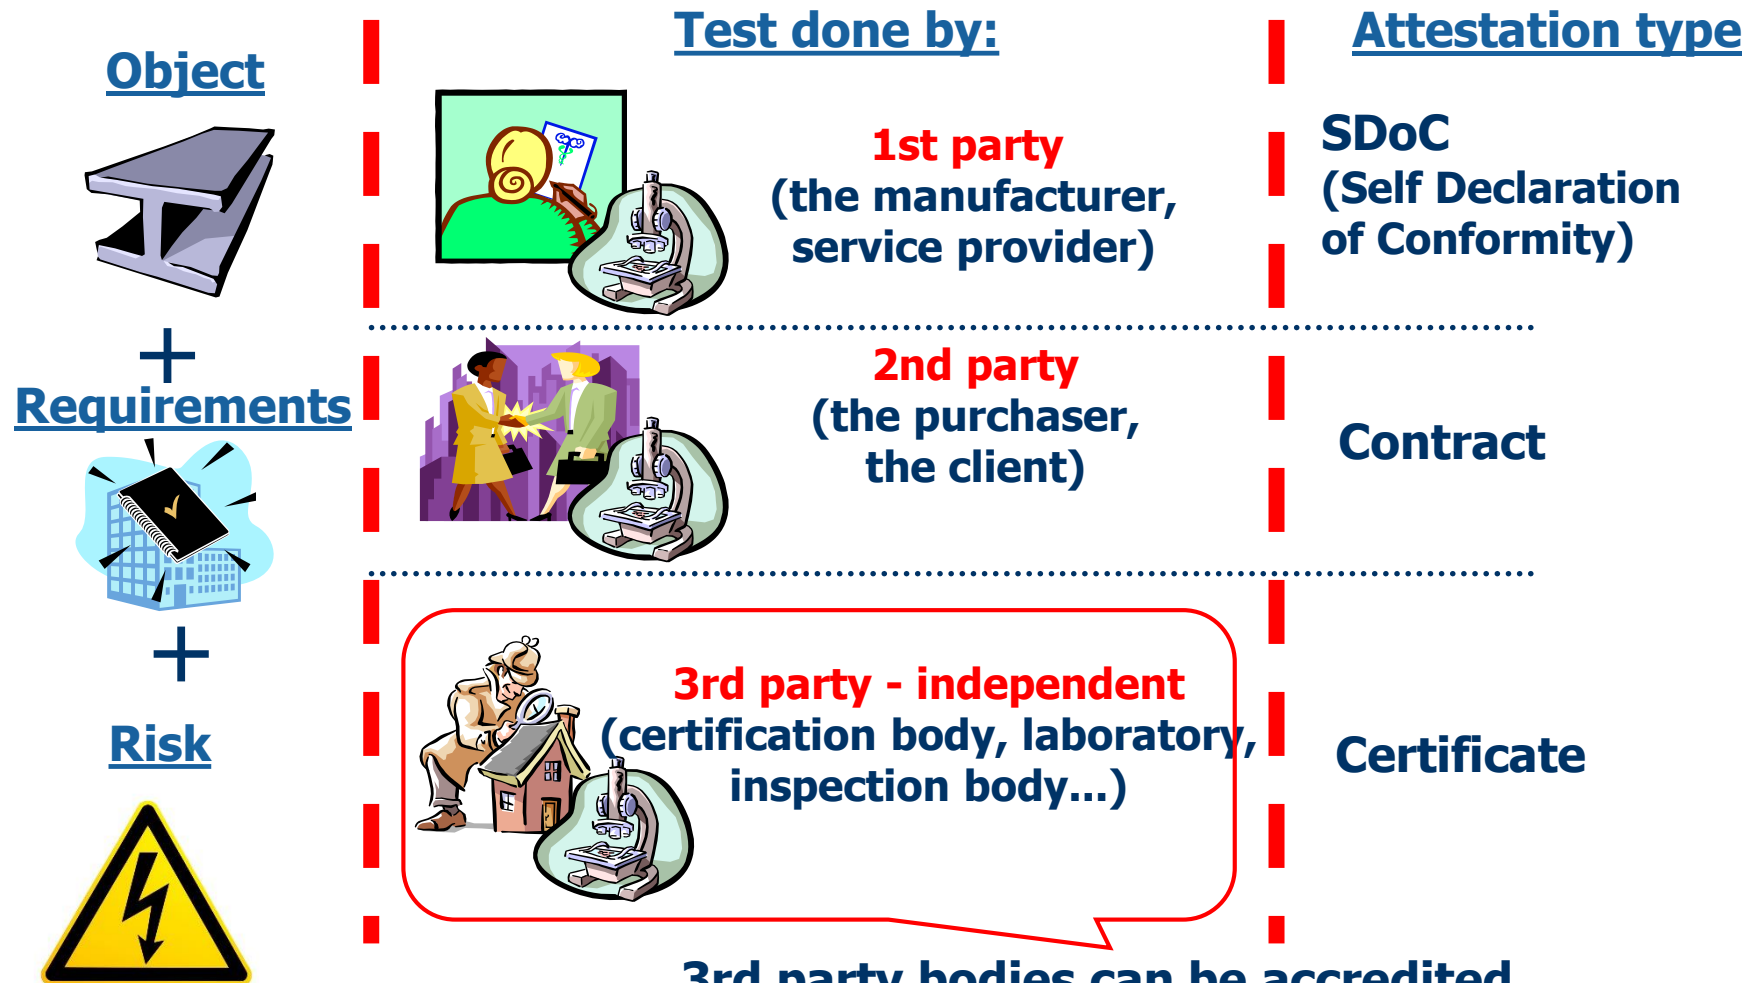 Object
+
Requirements
+
Risk
Test done by:
1st party
(the manufacturer,
service provider)
2nd party
(the purchaser,
the client)
3rd party - independent
(certification body, laboratory,
inspection body...)
3rd party bodies can be accredited
Attestation type
SDoC
(Self Declaration
of Conformity)
Contract
Certificate